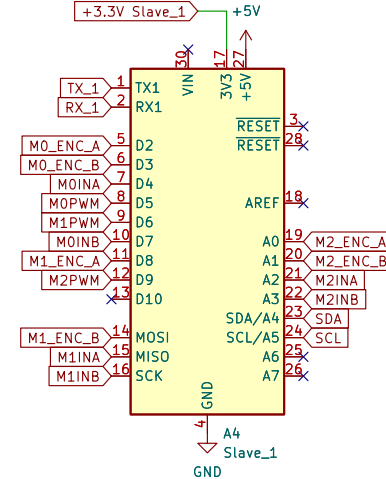 +3.3V Slave_1
+5V
30
17
27
VIN
3V3
+5V
TX_1 1 TX1
RX_1 2 RX1
RESET 3
RESET 28
M0_ENC_A 5 D2
M0_ENC_B 6 D3
M0INA 7 D4
M0PWM 8 D5 AREF 18
M1PWM 9 D6
M0INB 10 D7 A0 19 M2_ENC_A
M1_ENC_A 11 D8 A1 20 M2_ENC_B
M2PWM 12 D9 A2 21 M2INA
13 D10 A3 22 M2INB
SDA/A4 23 SDA
M1_ENC_B 14 MOSI SCL/A5 24 SCL
M1INA 15 MISO A6 25
M1INB 16 SCK A7 26
GND
4
A4
Slave_1
GND